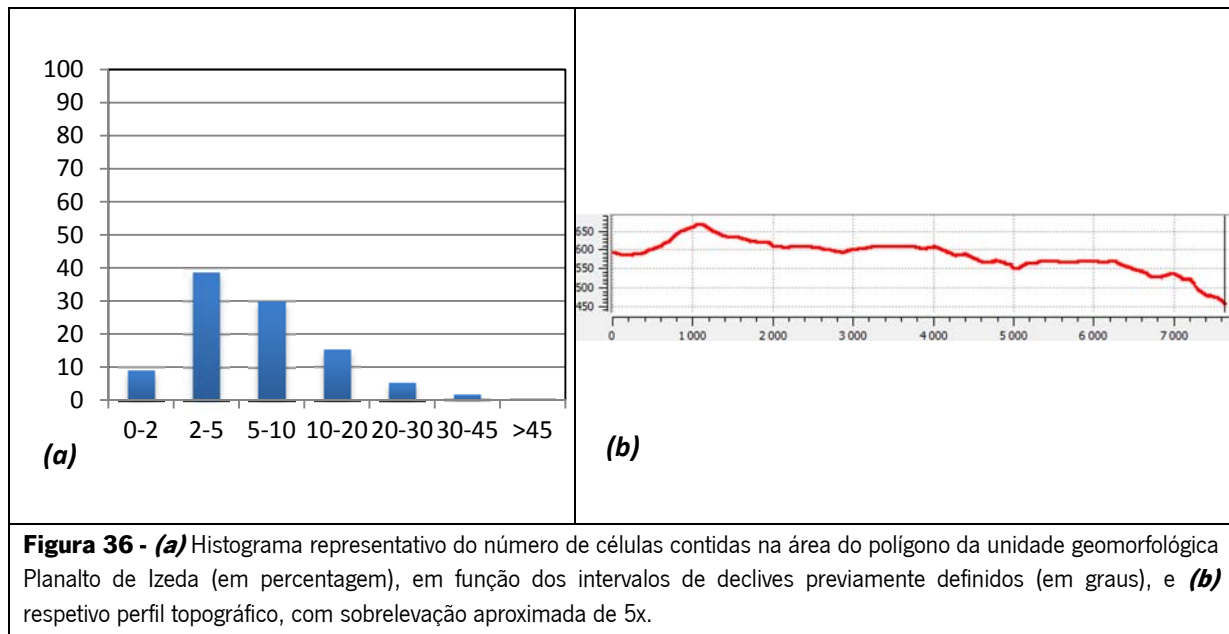 100
90
80
70
60
50
40
30
20
10
0
0-2 2-5 5-10 10-20 20-30 30-45 >45
(a)
650
600
550
500
450
0 1 000 2 000 3 000 4 000 5 000 6 000 7 000
(b)
Figura 36 - (a) Histograma representativo do número de células contidas na área do polígono da unidade geomorfológica
Planalto de Izeda (em percentagem), em função dos intervalos de declives previamente definidos (em graus), e (b)
respetivo perfil topográfico, com sobrelevação aproximada de 5x.